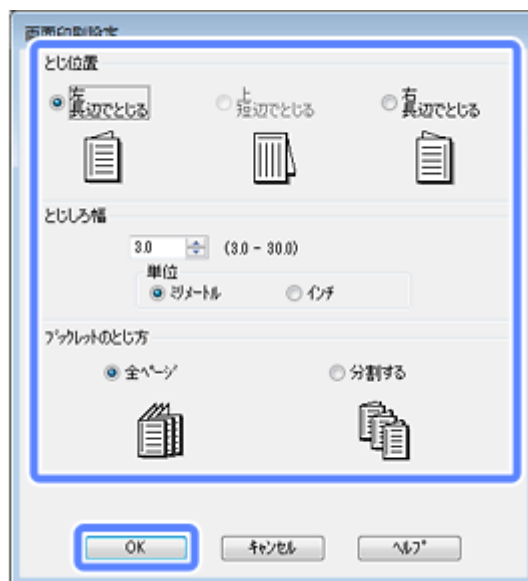 両面印刷設定
とじ位置
左
長辺でとじる
上
短辺でとじる
右
長辺でとじる
とじしろ幅
3.0
(3.0 - 30.0)
単位
ミリメートル
インチ
ブックレットのとじ方
全ページ
分割する
OK
キャンセル
ヘルプ